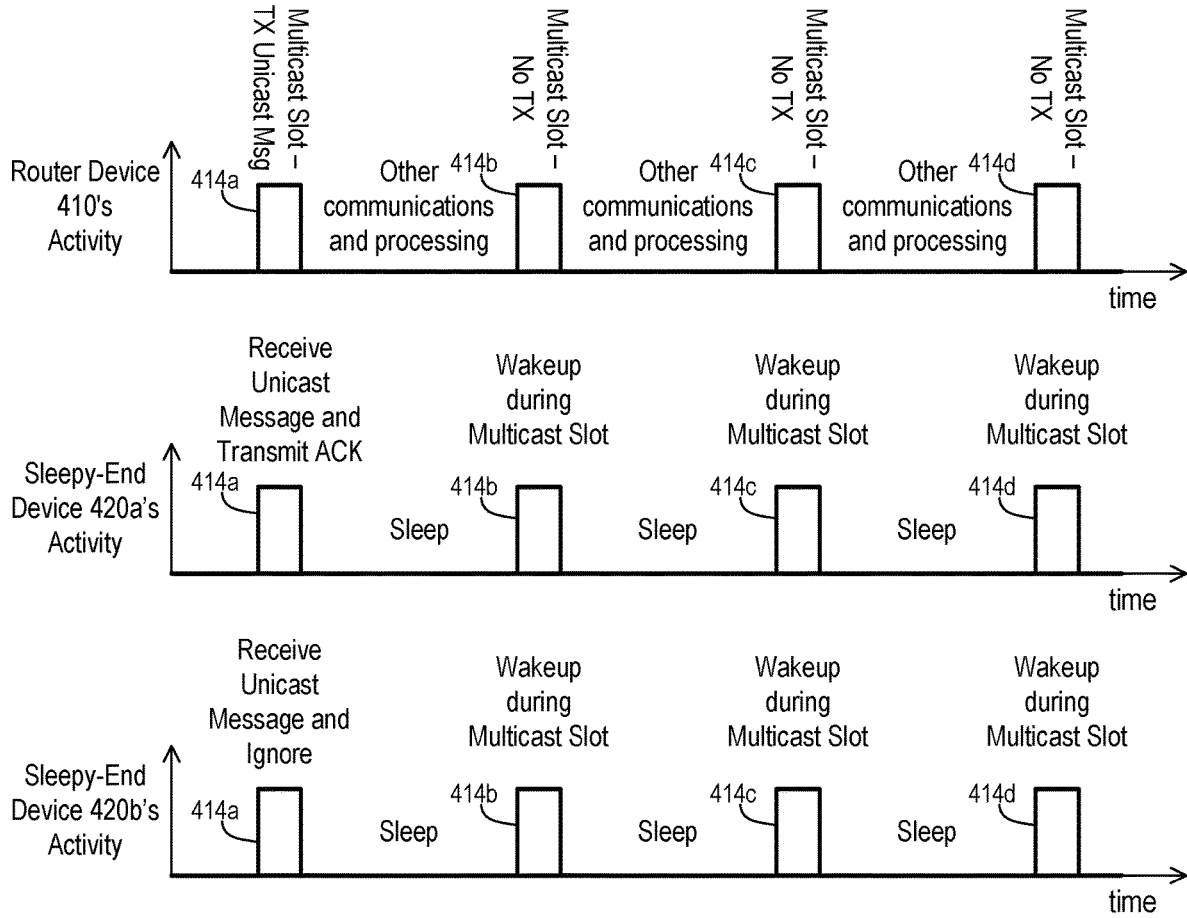 Multicast Slot –
TX Unicast Msg
Multicast Slot –
No TX
Multicast Slot –
No TX
Multicast Slot –
No TX
Router Device
410's
Activity
414a
Other
communications
and processing
414b
Other
communications
and processing
414c
Other
communications
and processing
414d
time
Receive
Unicast
Message and
Transmit ACK
Wakeup
during
Multicast Slot
Wakeup
during
Multicast Slot
Wakeup
during
Multicast Slot
Sleepy-End
Device 420a's
Activity
414a
Sleep
414b
Sleep
414c
Sleep
414d
time
Receive
Unicast
Message and
Ignore
Wakeup
during
Multicast Slot
Wakeup
during
Multicast Slot
Wakeup
during
Multicast Slot
Sleepy-End
Device 420b's
Activity
414a
Sleep
414b
Sleep
414c
Sleep
414d
time